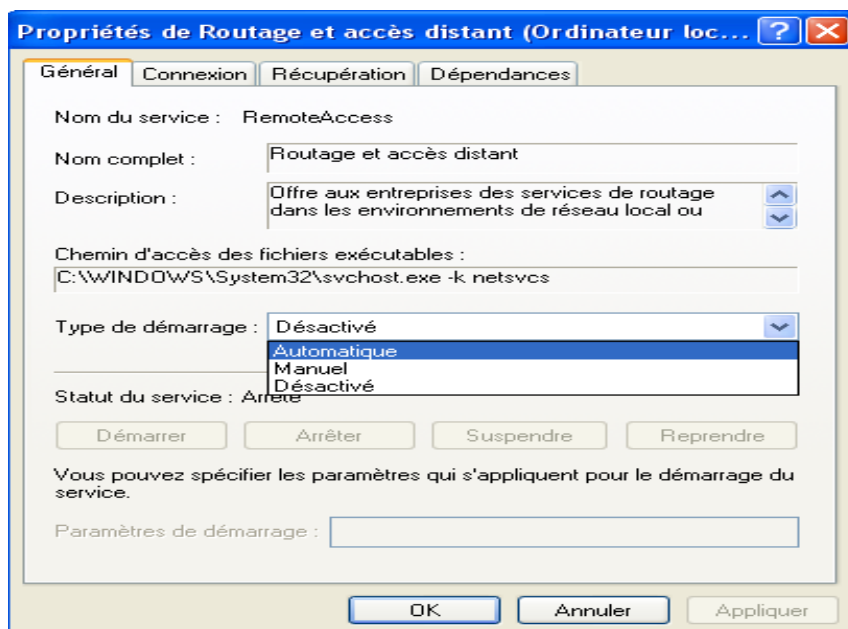 Propriétés de Routage et accès distant (Ordinateur loc...
Général Connexion Récupération Dépendances
Nom du service : RemoteAccess
Nom complet : Routage et accès distant
Description : Offre aux entreprises des services de routage
dans les environnements de réseau local ou
Chemin d'accès des fichiers exécutables :
C:\WINDOWS\System32\svchost.exe -k netsvcs
Type de démarrage : Désactivé
Automatique
Manuel
Désactivé
Statut du service : Arrêté
Démarrer Arrêter Suspendre Reprendre
Vous pouvez spécifier les paramètres qui s'appliquent pour le démarrage du
service.
Paramètres de démarrage :
OK Annuler Appliquer